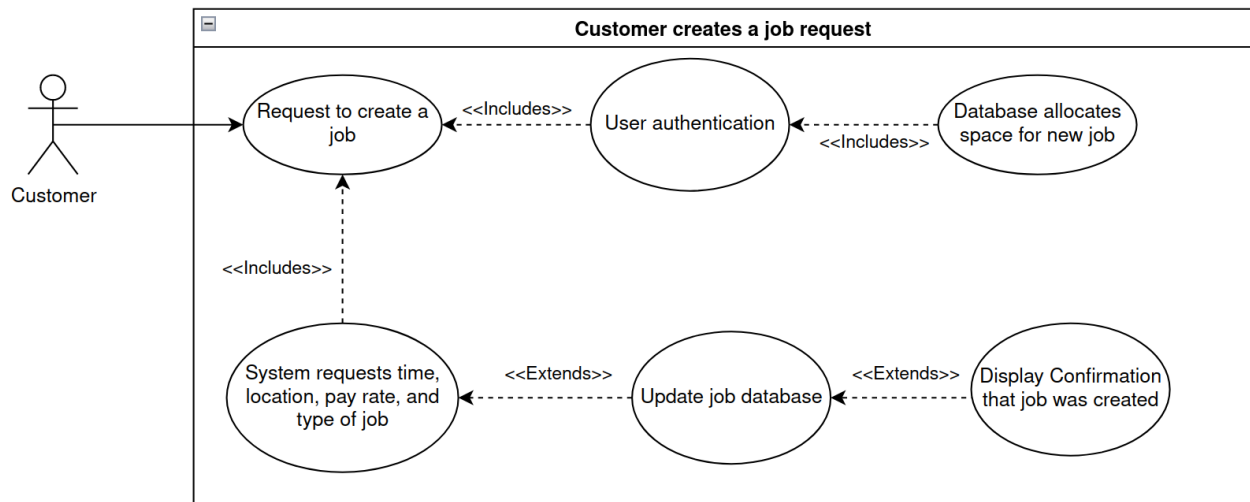 Customer creates a job request
Request to create a
job
<<Includes>>
User authentication
<<Includes>>
Database allocates
space for new job
Customer
<<Includes>>
System requests time,
location, pay rate, and
type of job
<<Extends>>
Update job database
<<Extends>>
Display Confirmation
that job was created